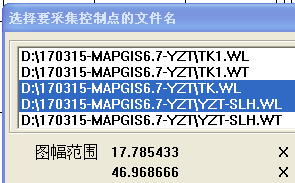 选择要采集控制点的文件名
D:\170315-MAPGIS6.7-YZT\TK1.WL
D:\170315-MAPGIS6.7-YZT\TK1.WT
D:\170315-MAPGIS6.7-YZT\TK.WL
D:\170315-MAPGIS6.7-YZT\YZT-SLH.WL
D:\170315-MAPGIS6.7-YZT\YZT-SLH.WT
图幅范围 17.785433 X
46.968666 X